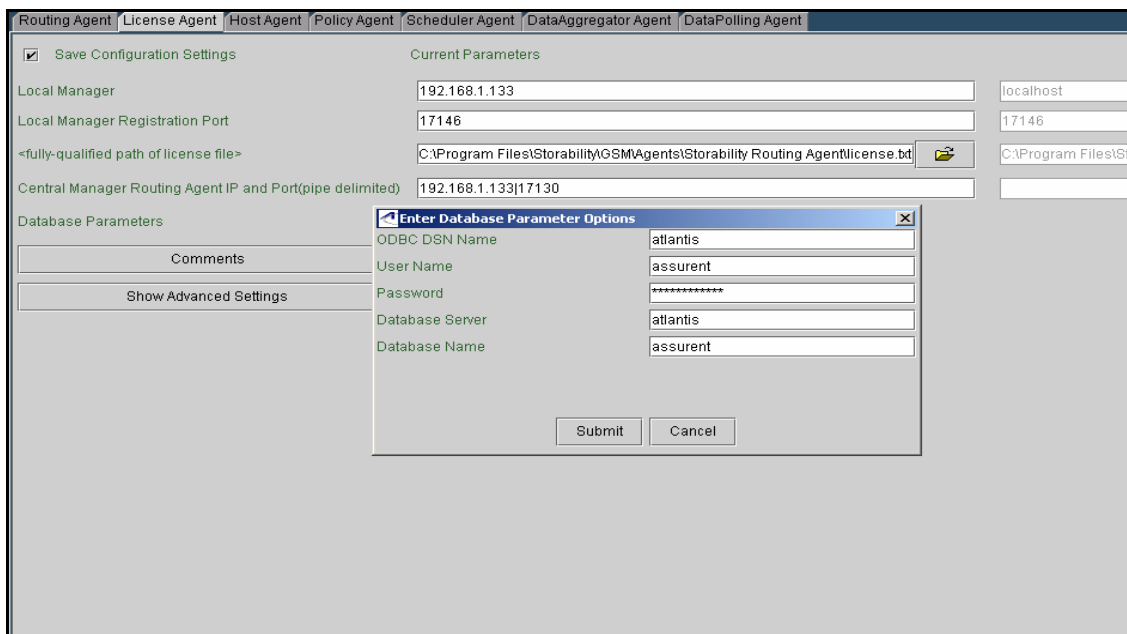 Routing Agent License Agent Host Agent Policy Agent Scheduler Agent DataAggregator Agent DataPolling Agent
Save Configuration Settings Current Parameters
Local Manager 192.168.1.133 localhost
Local Manager Registration Port 17146 17146
<fully-qualified path of license file> C:\Program Files\Storability\GSM\Agents\Storability Routing Agent\license.txt C:\Program Files\St
Central Manager Routing Agent IP and Port(pipe delimited) 192.168.1.133|17130
Database Parameters
Comments
Show Advanced Settings
Enter Database Parameter Options
ODBC DSN Name atlantis
User Name assurent
Password ************
Database Server atlantis
Database Name assurent
Submit Cancel